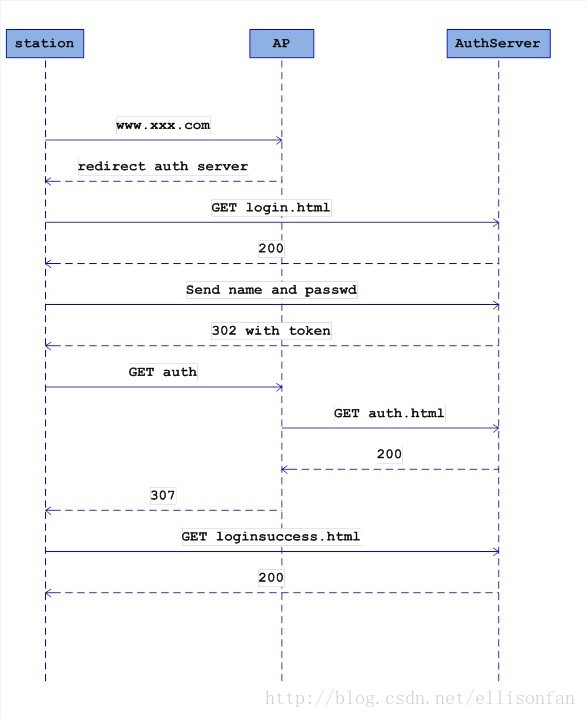 station AP AuthServer
www.xxx.com
redirect auth server
GET login.html
200
Send name and passwd
302 with token
GET auth
GET auth.html
200
307
GET loginsuccess.html
200
http://blog.csdn.net/ellisonfan